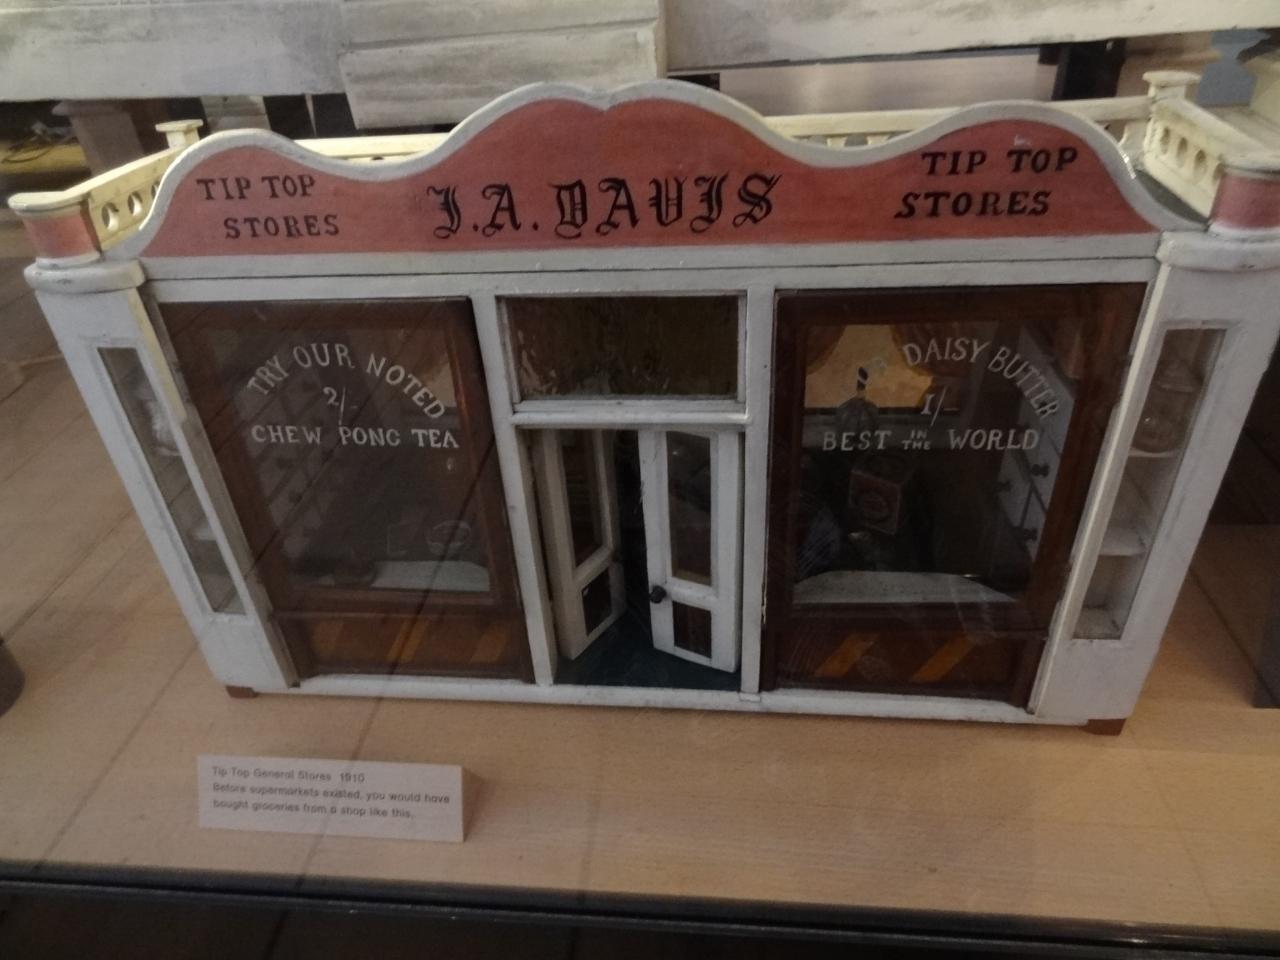 TIP TOP
STORES
J.A. DAVIS
TIP TOP
STORES
TRY OUR NOTED
2/-
CHEW PONG TEA
DAISY BUTTER
1/-
BEST IN THE WORLD
Tip Top General Stores 1910
Before supermarkets existed, you would have
bought groceries from a shop like this.